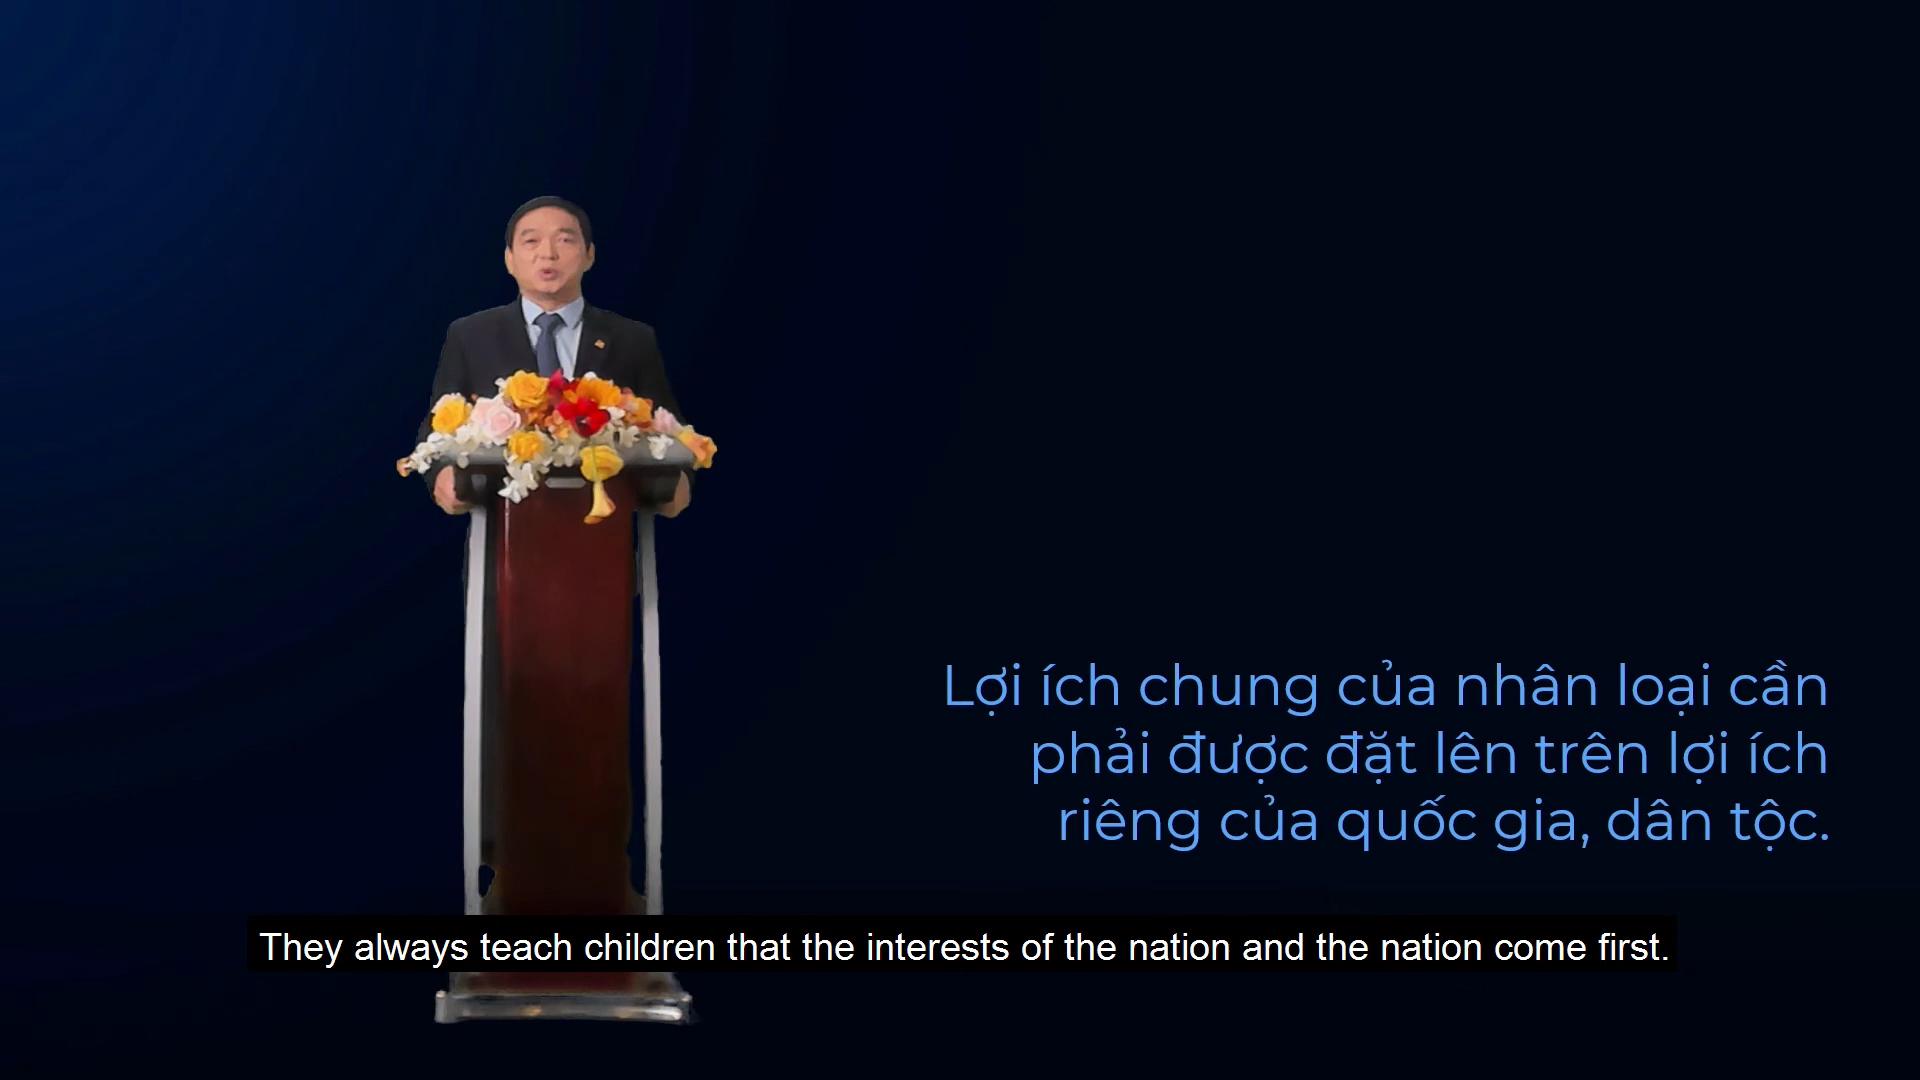 Lợi ích chung của nhân loại cần
phải được đặt lên trên lợi ích
riêng của quốc gia, dân tộc.
They always teach children that the interests of the nation and the nation come first.